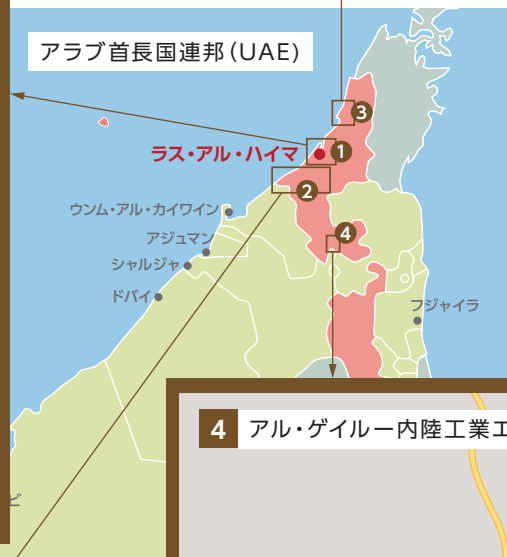 アラブ首長国連邦(UAE)
3
ラス・アル・ハイマ
1
2
ウンム・アル・カイワイン
4
アジュマン
シャルジャ
ドバイ
フジャイラ
4 アル・ゲイルー内陸工業エ
ビ